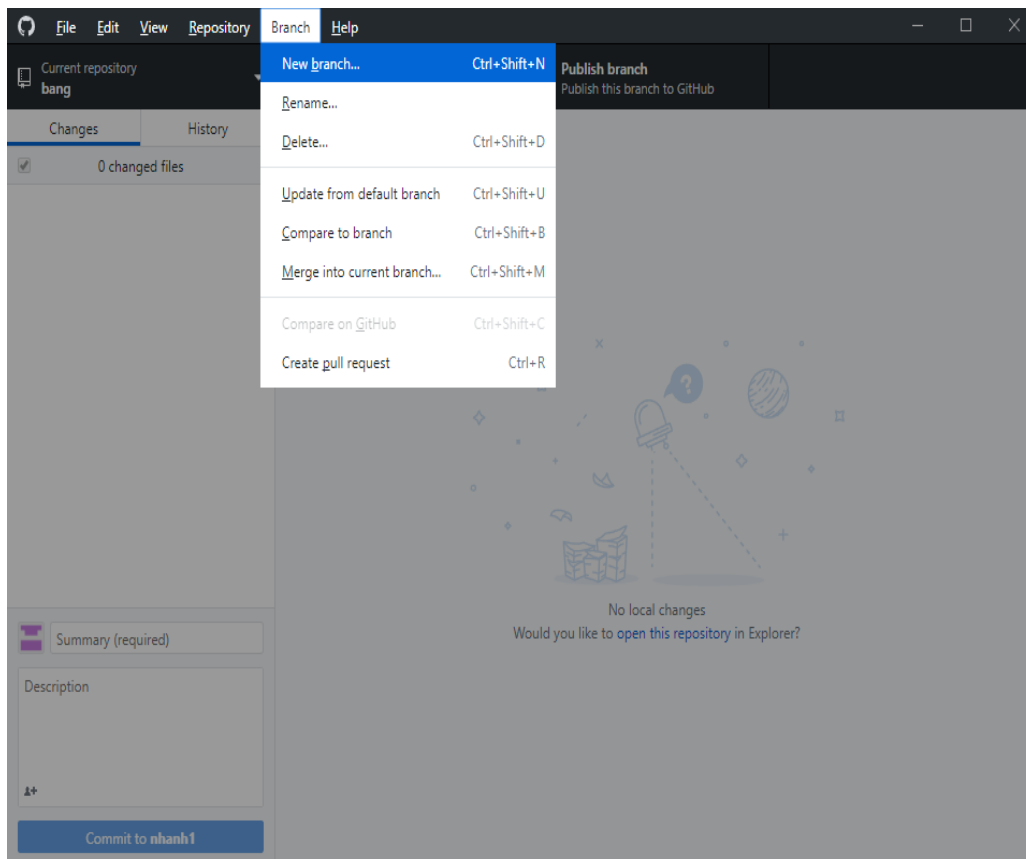 File Edit View Repository Branch Help
Current repository
bang
New branch... Ctrl+Shift+N
Rename...
Delete... Ctrl+Shift+D
Update from default branch Ctrl+Shift+U
Compare to branch Ctrl+Shift+B
Merge into current branch... Ctrl+Shift+M
Compare on GitHub Ctrl+Shift+C
Create pull request Ctrl+R
Publish branch
Publish this branch to GitHub
Changes History
0 changed files
?
No local changes
Would you like to open this repository in Explorer?
Summary (required)
Description
Commit to nhanh1